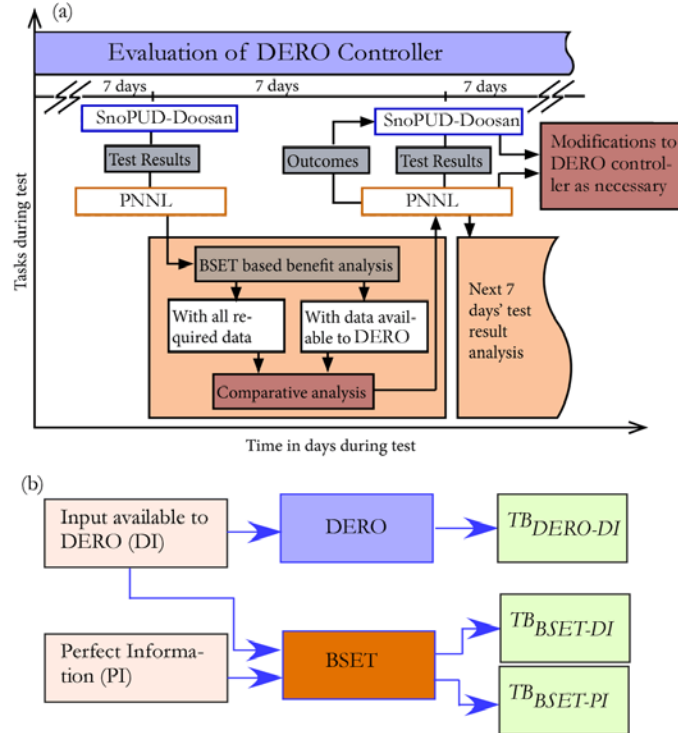 (a)
Evaluation of DERO Controller
7 days
7 days
7 days
SnoPUD-Doosan
SnoPUD-Doosan
Test Results
Outcomes
Test Results
Modifications to
DERO control-
ler as necessary
PNNL
PNNL
Tasks during test
BSET based benefit analysis
With all re-
quired data
With data avail-
able to DERO
Comparative analysis
Next 7
days' test
result
analysis
Time in days during test
(b)
Input available to
DERO (DI)
DERO
TBDERO-DI
Perfect Informa-
tion (PI)
BSET
TBBSET-DI
TBBSET-PI